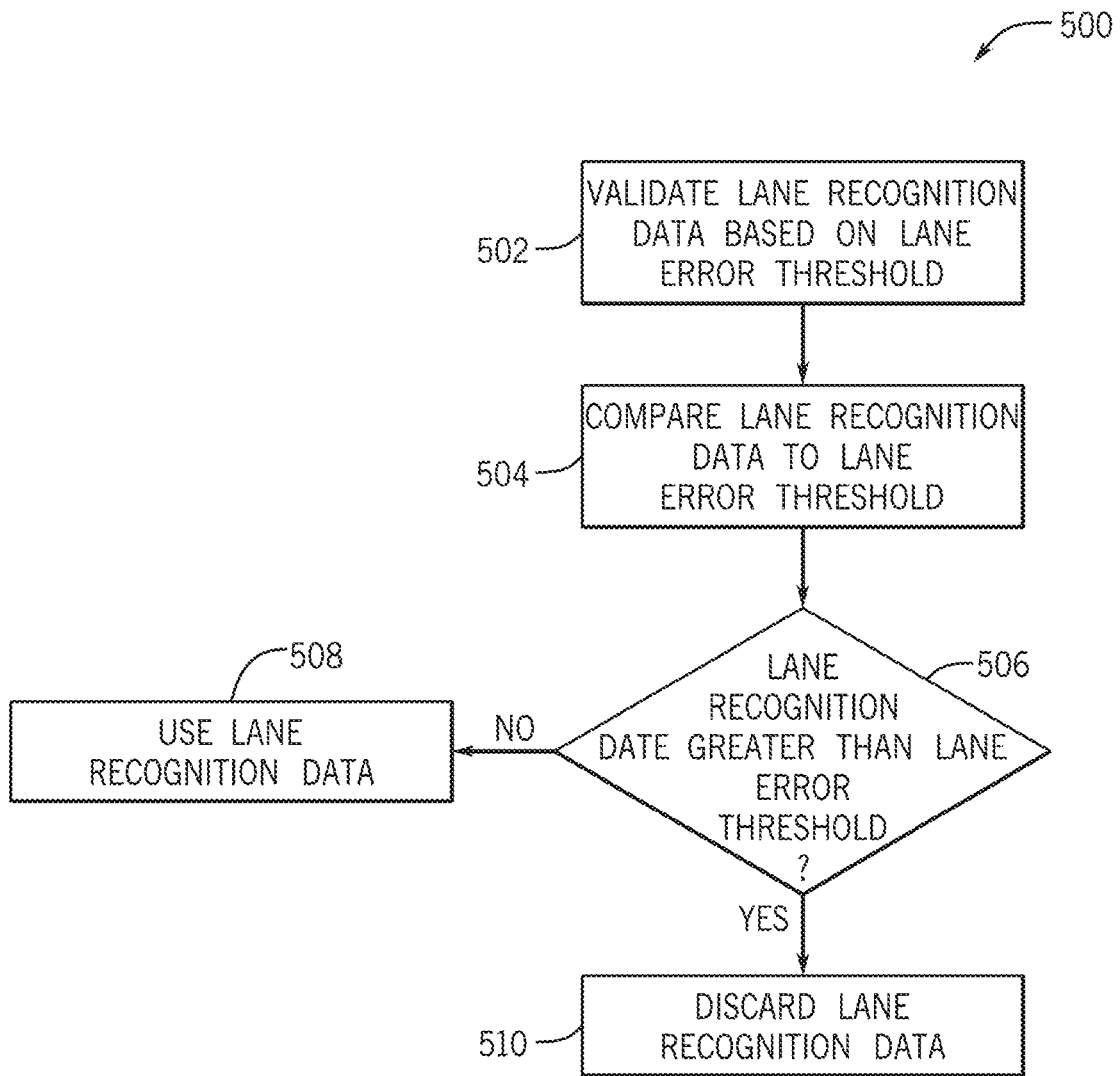 500
VALIDATE LANE RECOGNITION
DATA BASED ON LANE
ERROR THRESHOLD
502
COMPARE LANE RECOGNITION
DATA TO LANE
ERROR THRESHOLD
504
LANE
RECOGNITION
DATE GREATER THAN LANE
ERROR
THRESHOLD
?
506
NO
508
USE LANE
RECOGNITION DATA
YES
DISCARD LANE
RECOGNITION DATA
510